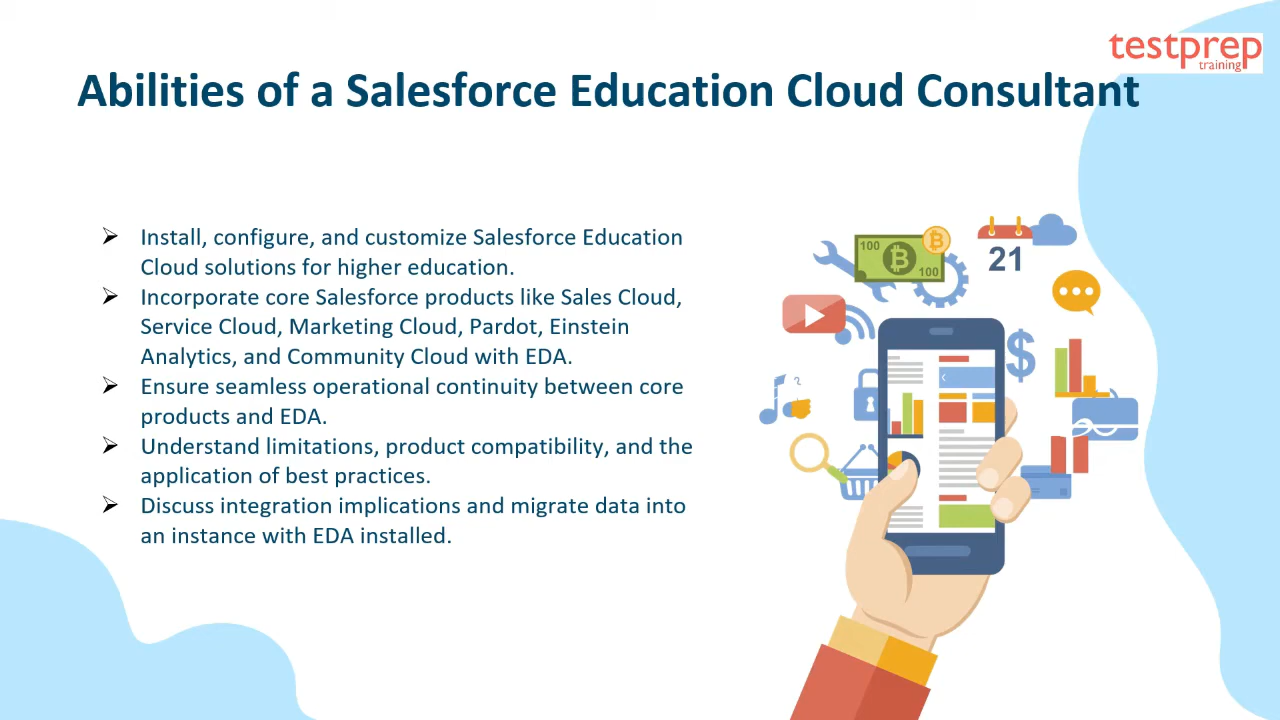 testprep
training
Abilities of a Salesforce Education Cloud Consultant
Install, configure, and customize Salesforce Education
Cloud solutions for higher education.
Incorporate core Salesforce products like Sales Cloud,
Service Cloud, Marketing Cloud, Pardot, Einstein
Analytics, and Community Cloud with EDA.
Ensure seamless operational continuity between core
products and EDA.
Understand limitations, product compatibility, and the
application of best practices.
Discuss integration implications and migrate data into
an instance with EDA installed.
100
100
21
$